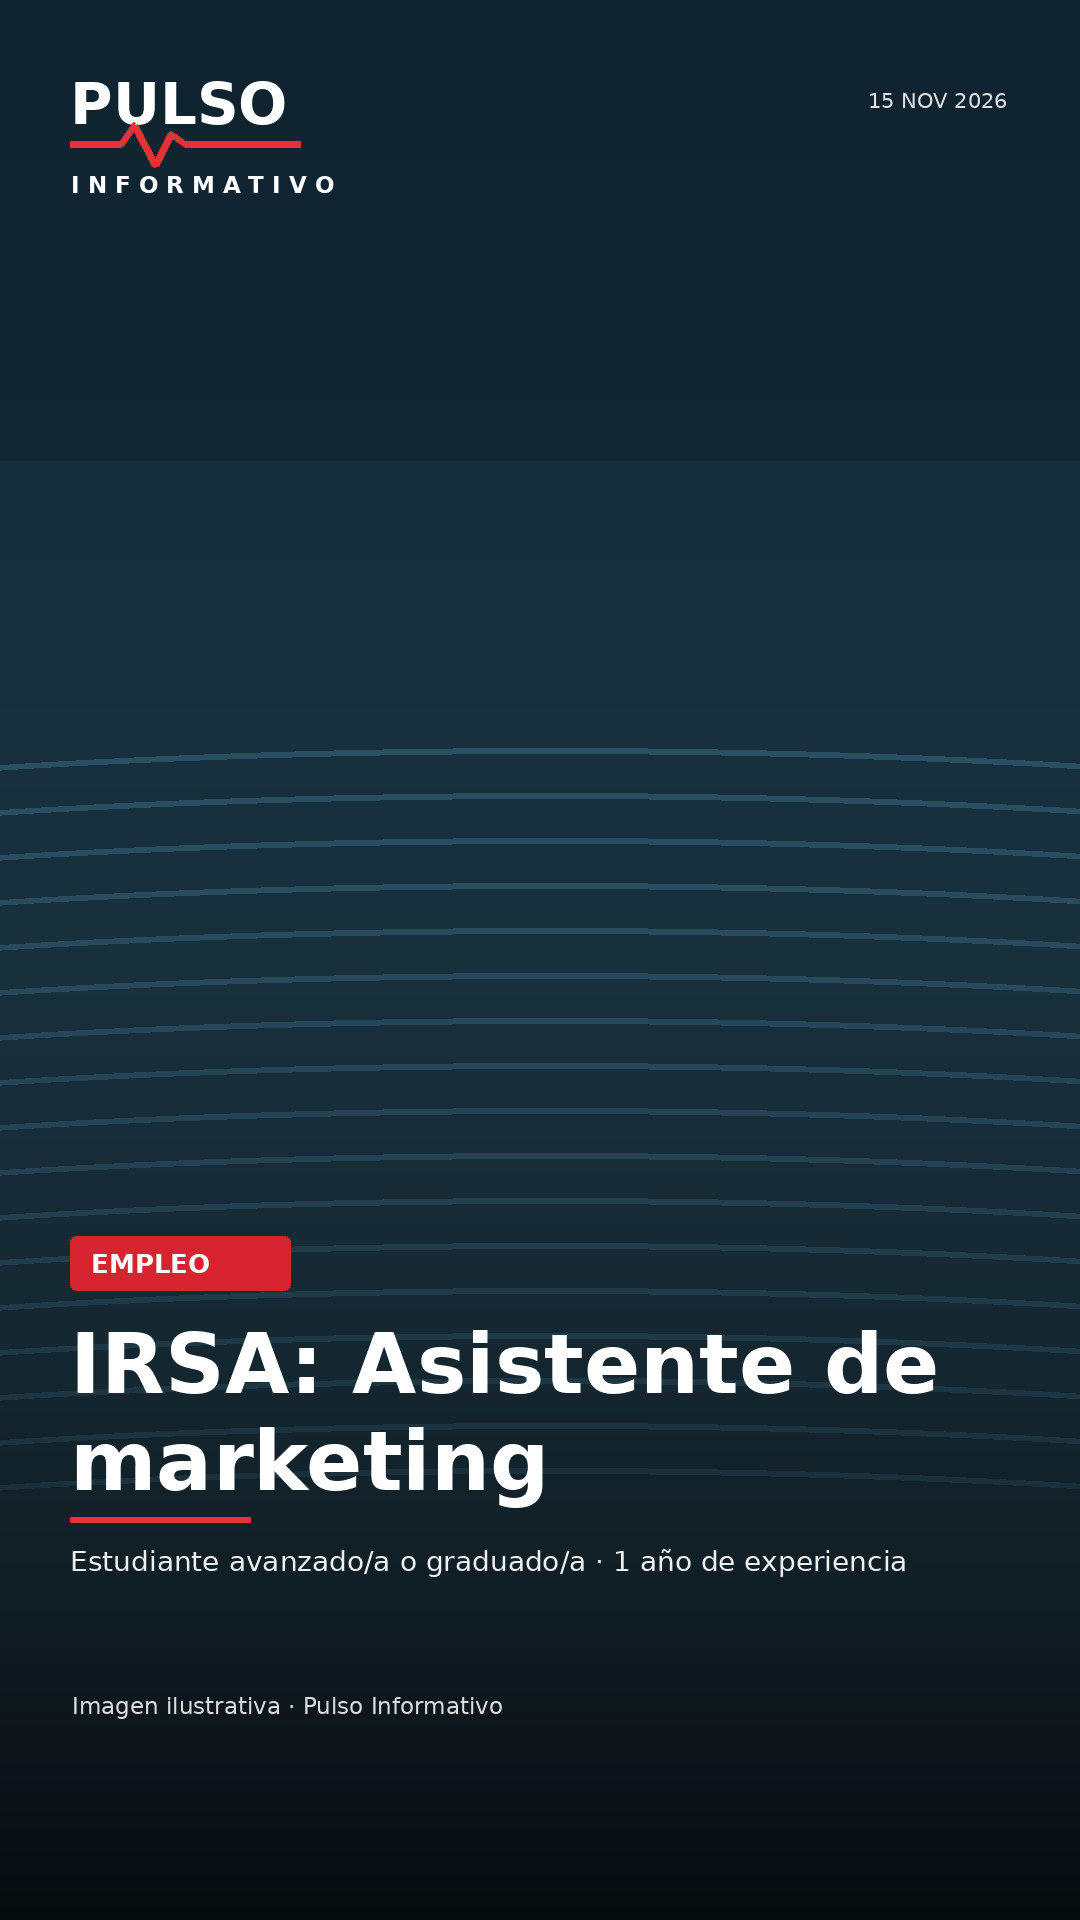 PULSO
INFORMATIVO
15 NOV 2026
EMPLEO
IRSA: Asistente de
marketing
Estudiante avanzado/a o graduado/a · 1 año de experiencia
Imagen ilustrativa · Pulso Informativo